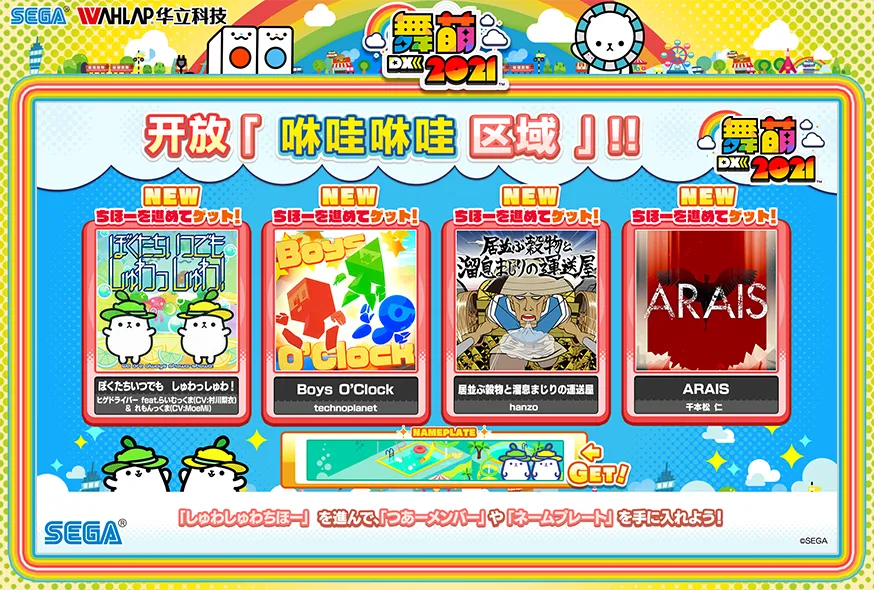 SEGA® WAHLAP华立科技
舞萌
DX 2021™
开放「咻哇咻哇 区域」!!
舞萌
DX 2021™
NEW
ちほーを進めてゲット!
ぼくたちいつでも
しゅわっしゅわ!
ぼくたちいつでも しゅわっしゅわ!
ヒゲドライバー feat.らいむっくま(CV:村川梨衣)
& れもんっくま(CV:MoeMi)
NEW
ちほーを進めてゲット!
Boys
O'Clock
Boys O'Clock
technoplanet
NEW
ちほーを進めてゲット!
居並ぶ穀物と
溜息まじりの運送屋
居並ぶ穀物と溜息まじりの運送屋
hanzo
NEW
ちほーを進めてゲット!
ARAIS
ARAIS
千本松 仁
NAMEPLATE
GET!
「しゅわしゅわちほー」 を進んで、「つあーメンバー」や「ネームプレート」を手に入れよう!
SEGA®
©SEGA